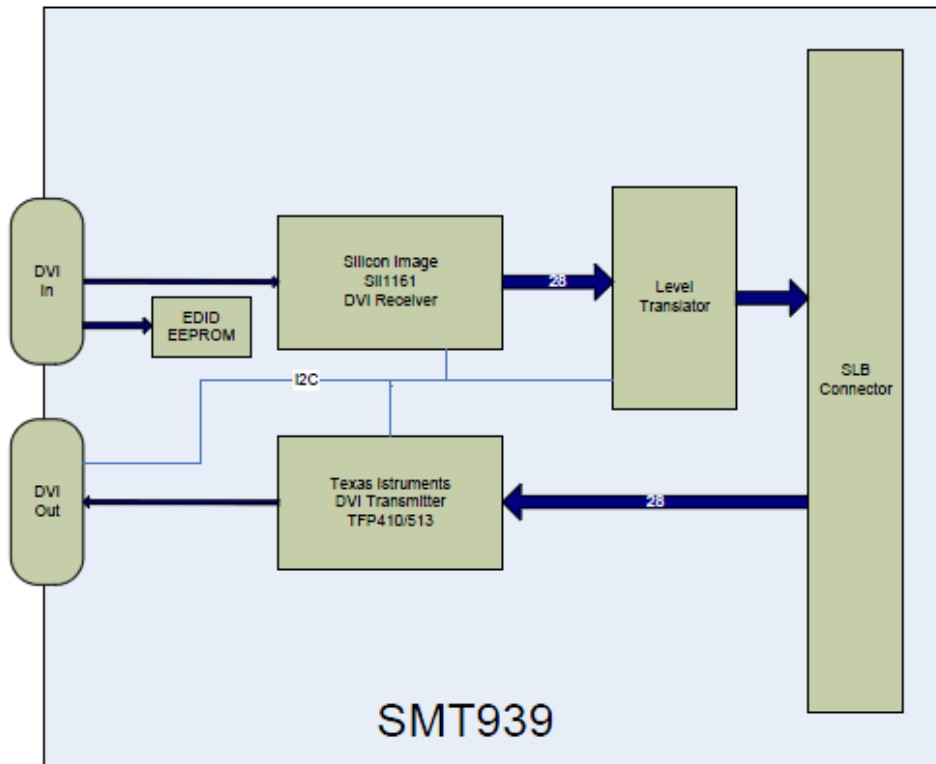 DVI
In
EDID
EEPROM
Silicon Image
SiI1161
DVI Receiver
28
Level
Translator
SLB
Connector
I2C
DVI
Out
Texas Istruments
DVI Transmitter
TFP410/513
28
SMT939